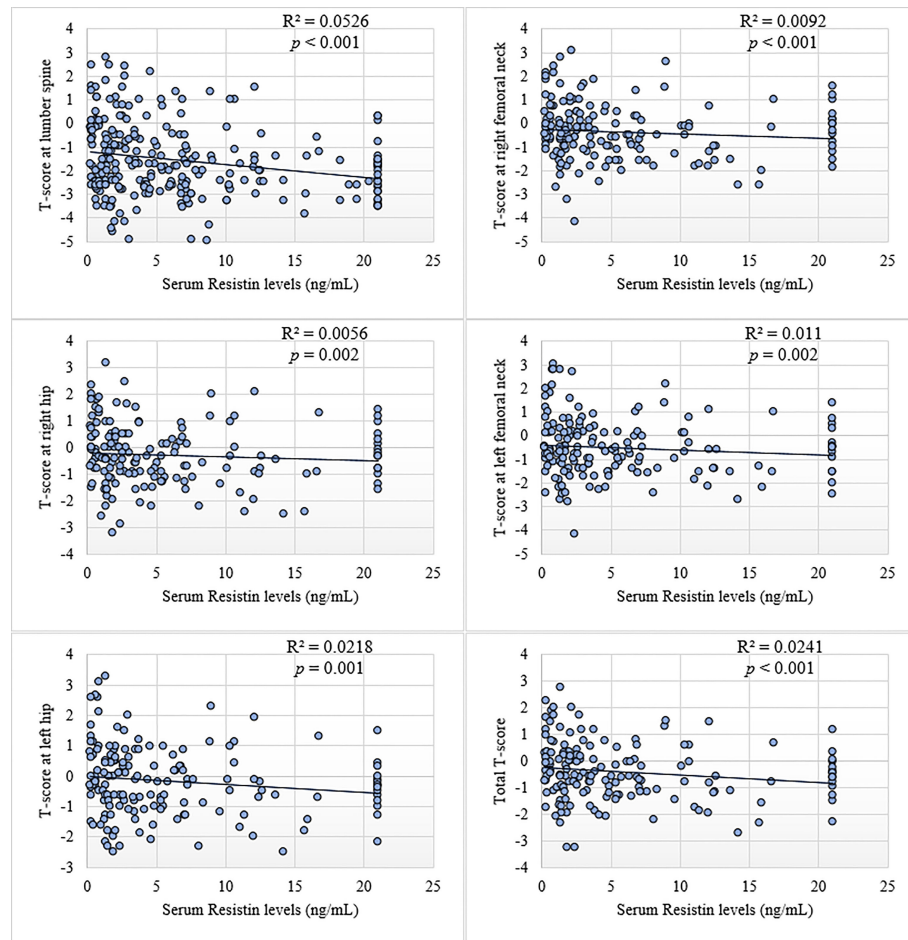 R² = 0.0526
p < 0.001
4
3
2
1
0
-1
-2
-3
-4
-5
T-score at lumber spine
0 5 10 15 20 25
Serum Resistin levels (ng/mL)
R² = 0.0092
p < 0.001
4
3
2
1
0
-1
-2
-3
-4
-5
T-score at right femoral neck
0 5 10 15 20 25
Serum Resistin levels (ng/mL)
R² = 0.0056
p = 0.002
4
3
2
1
0
-1
-2
-3
-4
T-score at right hip
0 5 10 15 20 25
Serum Resistin levels (ng/mL)
R² = 0.011
p = 0.002
4
3
2
1
0
-1
-2
-3
-4
-5
T-score at left femoral neck
0 5 10 15 20 25
Serum Resistin levels (ng/mL)
R² = 0.0218
p = 0.001
4
3
2
1
0
-1
-2
-3
T-score at left hip
0 5 10 15 20 25
Serum Resistin levels (ng/mL)
R² = 0.0241
p < 0.001
4
3
2
1
0
-1
-2
-3
-4
Total T-score
0 5 10 15 20 25
Serum Resistin levels (ng/mL)